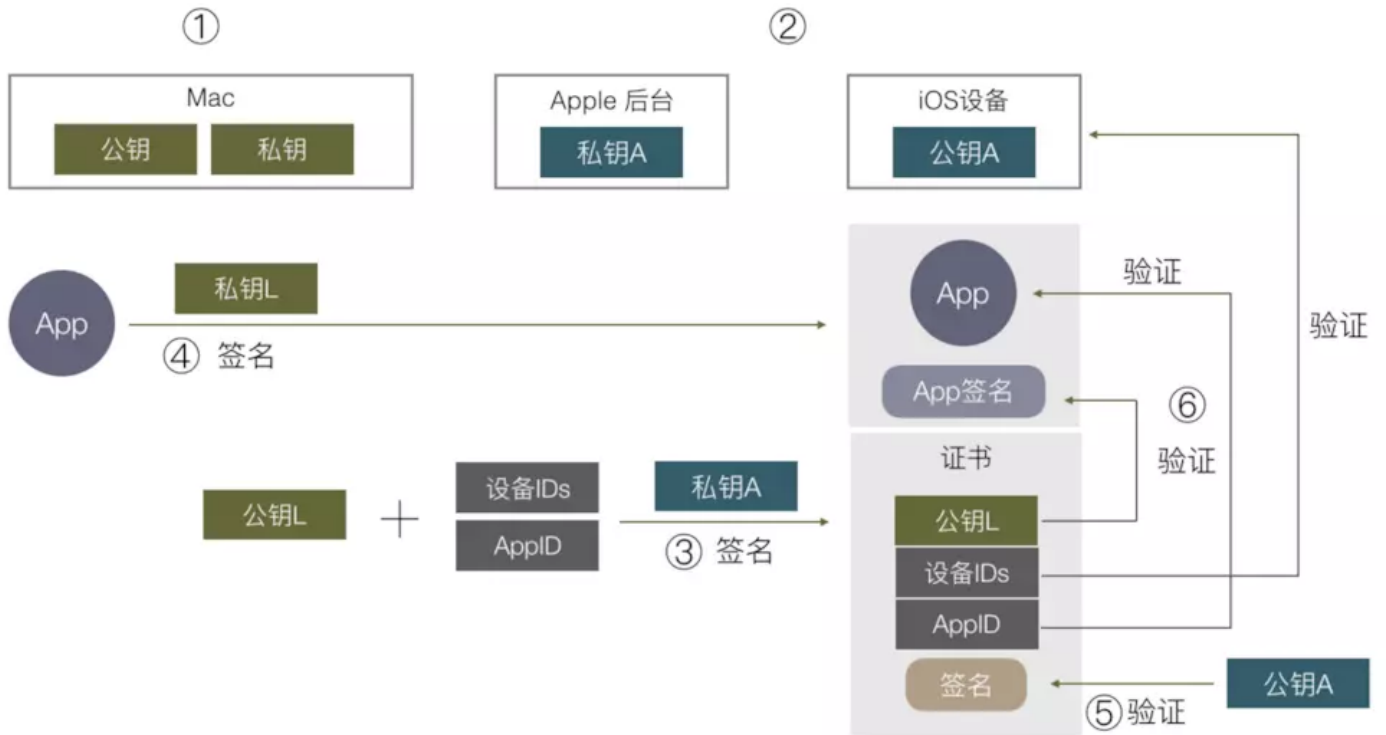 ① ②
Mac
公钥 私钥
Apple 后台
私钥A
iOS设备
公钥A
App
私钥L
④ 签名
App
App签名
验证
验证
⑥
验证
公钥L
+
设备IDs
AppID
私钥A
③ 签名
证书
公钥L
设备IDs
AppID
签名
⑤验证
公钥A